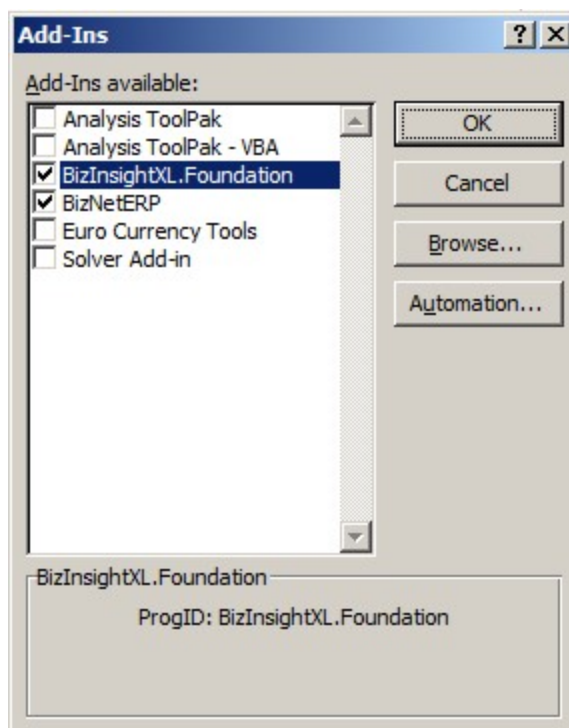 Add-Ins
Add-Ins available:
Analysis ToolPak
Analysis ToolPak - VBA
BizInsightXL.Foundation
BizNetERP
Euro Currency Tools
Solver Add-in
OK
Cancel
Browse...
Automation...
BizInsightXL.Foundation
ProgID: BizInsightXL.Foundation